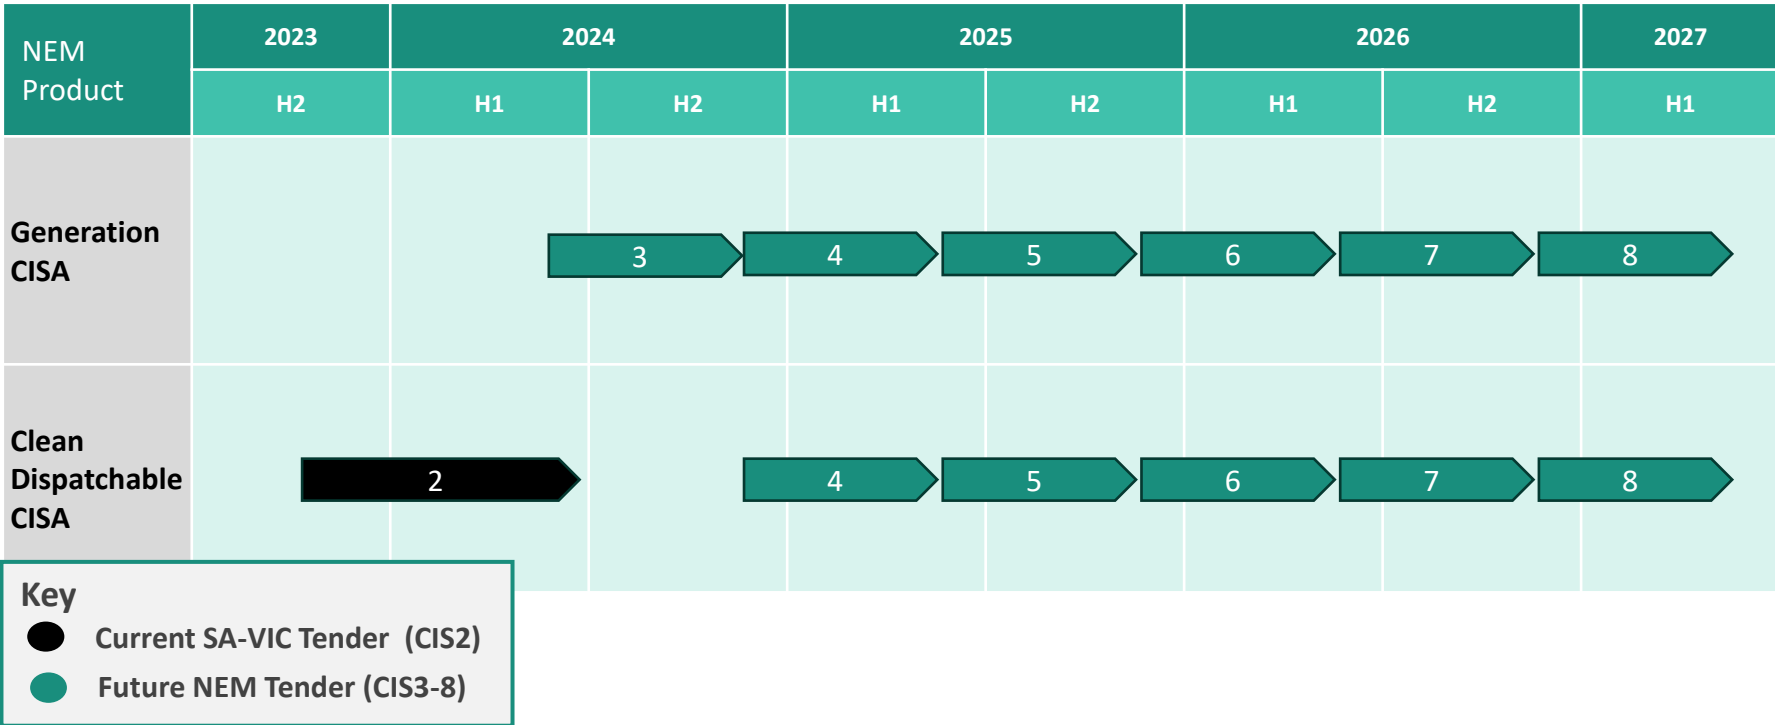 NEM
Product
2023
2024
2025
2026
2027
H2
H1
H2
H1
H2
H1
H2
H1
Generation
CISA
3
4
5
6
7
8
Clean
Dispatchable
CISA
2
4
5
6
7
8
Key
Current SA-VIC Tender (CIS2)
Future NEM Tender (CIS3-8)